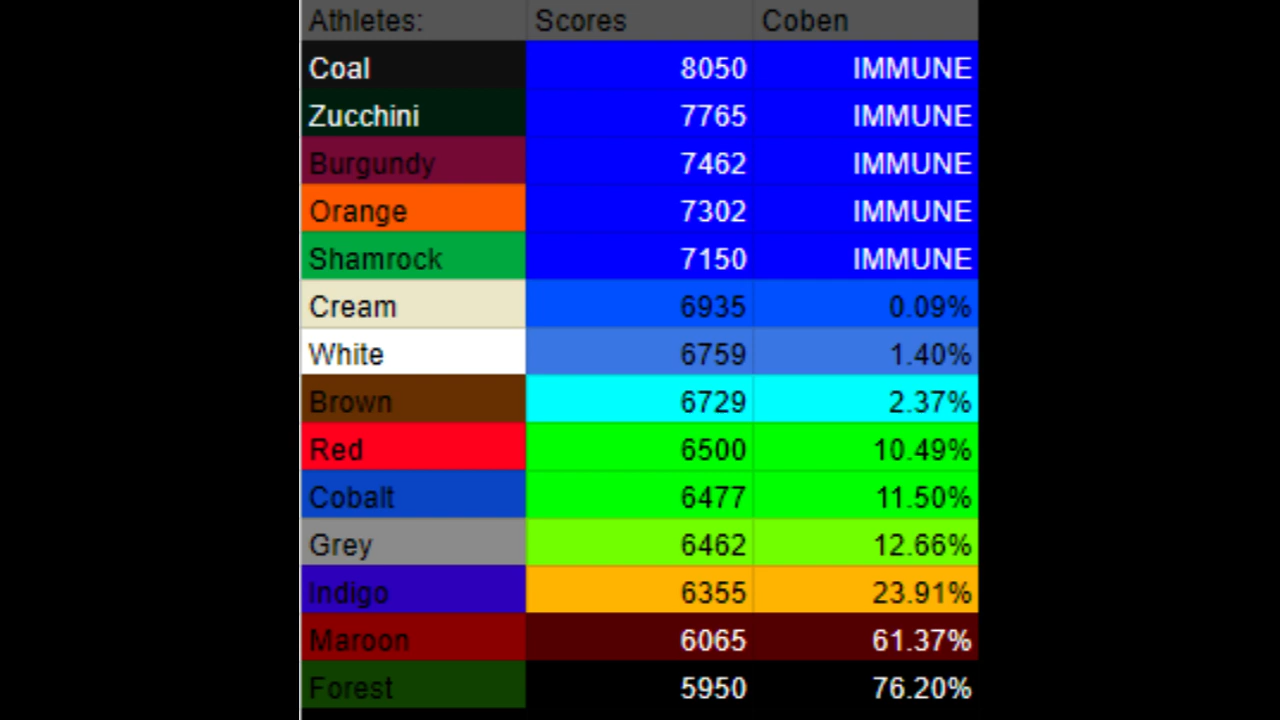 Athletes: Scores Coben
Coal 8050 IMMUNE
Zucchini 7765 IMMUNE
Burgundy 7462 IMMUNE
Orange 7302 IMMUNE
Shamrock 7150 IMMUNE
Cream 6935 0.09%
White 6759 1.40%
Brown 6729 2.37%
Red 6500 10.49%
Cobalt 6477 11.50%
Grey 6462 12.66%
Indigo 6355 23.91%
Maroon 6065 61.37%
Forest 5950 76.20%